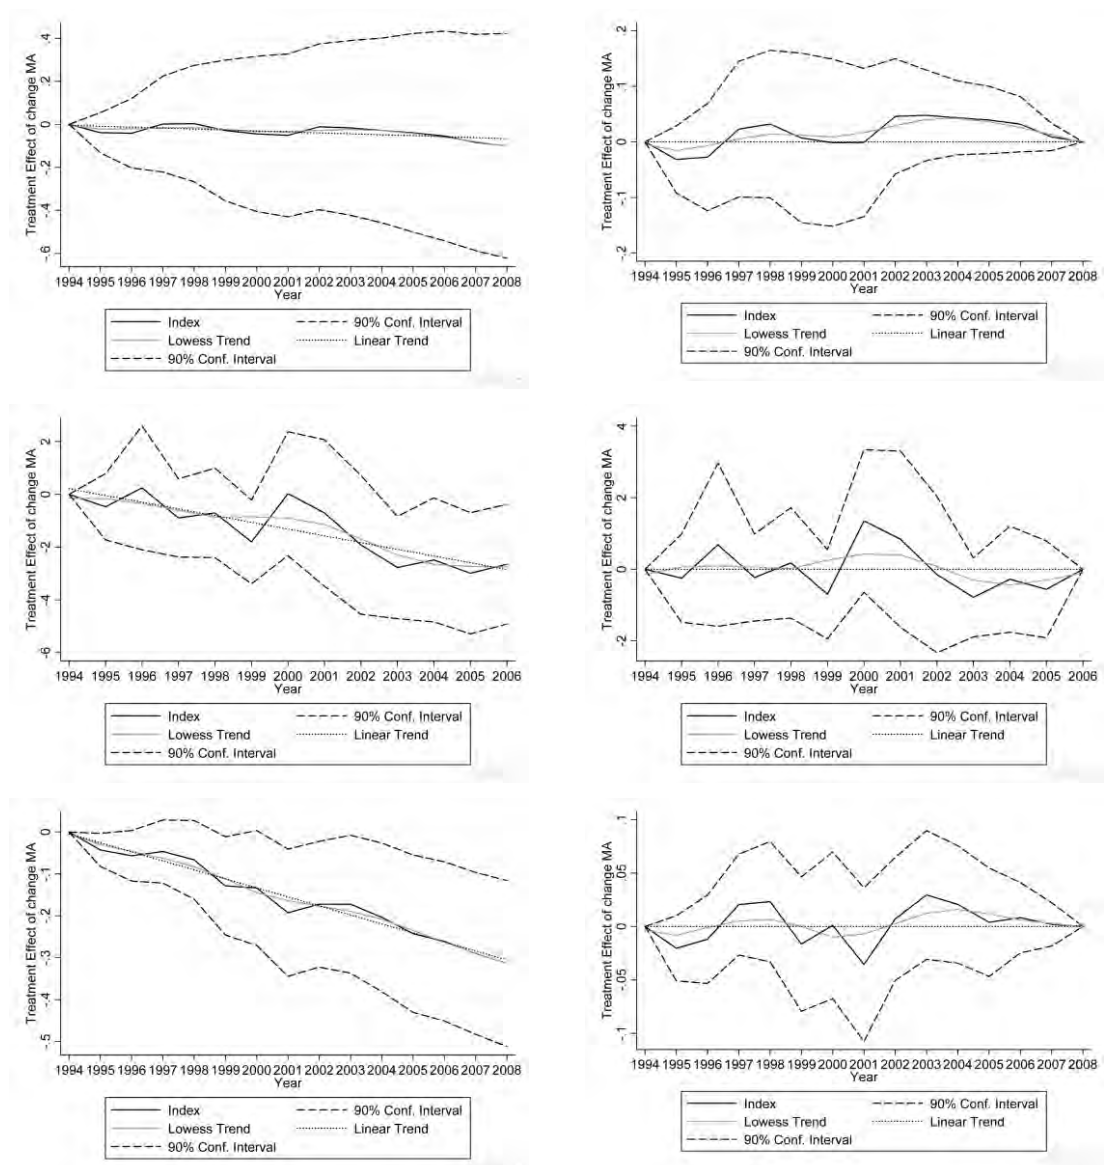 Treatment Effect of change MA
.4
.2
0
-.2
-.4
-.6
1994 1995 1996 1997 1998 1999 2000 2001 2002 2003 2004 2005 2006 2007 2008
Year
Index 90% Conf. Interval
Lowess Trend Linear Trend
90% Conf. Interval
Treatment Effect of change MA
.2
.1
0
-.1
-.2
1994 1995 1996 1997 1998 1999 2000 2001 2002 2003 2004 2005 2006 2007 2008
Year
Index 90% Conf. Interval
Lowess Trend Linear Trend
90% Conf. Interval
Treatment Effect of change MA
.2
0
-.2
-.4
-.6
1994 1995 1996 1997 1998 1999 2000 2001 2002 2003 2004 2005 2006
Year
Index 90% Conf. Interval
Lowess Trend Linear Trend
90% Conf. Interval
Treatment Effect of change MA
.4
.2
0
-.2
1994 1995 1996 1997 1998 1999 2000 2001 2002 2003 2004 2005 2006
Year
Index 90% Conf. Interval
Lowess Trend Linear Trend
90% Conf. Interval
Treatment Effect of change MA
0
-.1
-.2
-.3
-.4
-.5
1994 1995 1996 1997 1998 1999 2000 2001 2002 2003 2004 2005 2006 2007 2008
Year
Index 90% Conf. Interval
Lowess Trend Linear Trend
90% Conf. Interval
Treatment Effect of change MA
.1
.05
0
-.05
-.1
1994 1995 1996 1997 1998 1999 2000 2001 2002 2003 2004 2005 2006 2007 2008
Year
Index 90% Conf. Interval
Lowess Trend Linear Trend
90% Conf. Interval